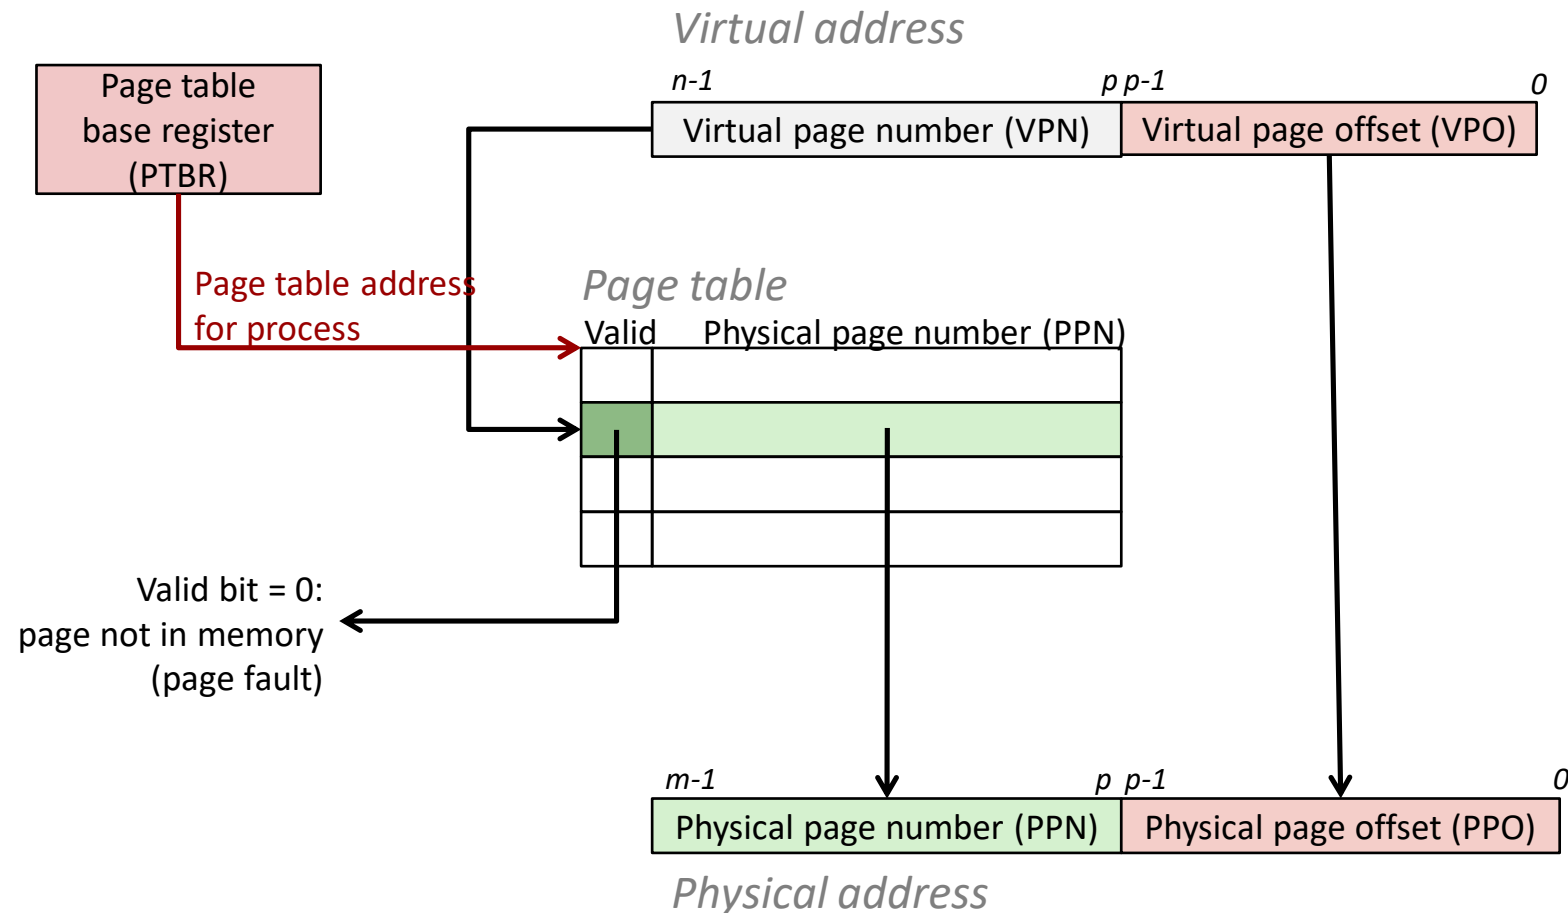 Virtual address
Page table
base register
(PTBR)
n-1
p p-1
0
Virtual page number (VPN)
Virtual page offset (VPO)
Page table address
for process
Page table
Valid
Physical page number (PPN)
Valid bit = 0:
page not in memory
(page fault)
m-1
p p-1
0
Physical page number (PPN)
Physical page offset (PPO)
Physical address